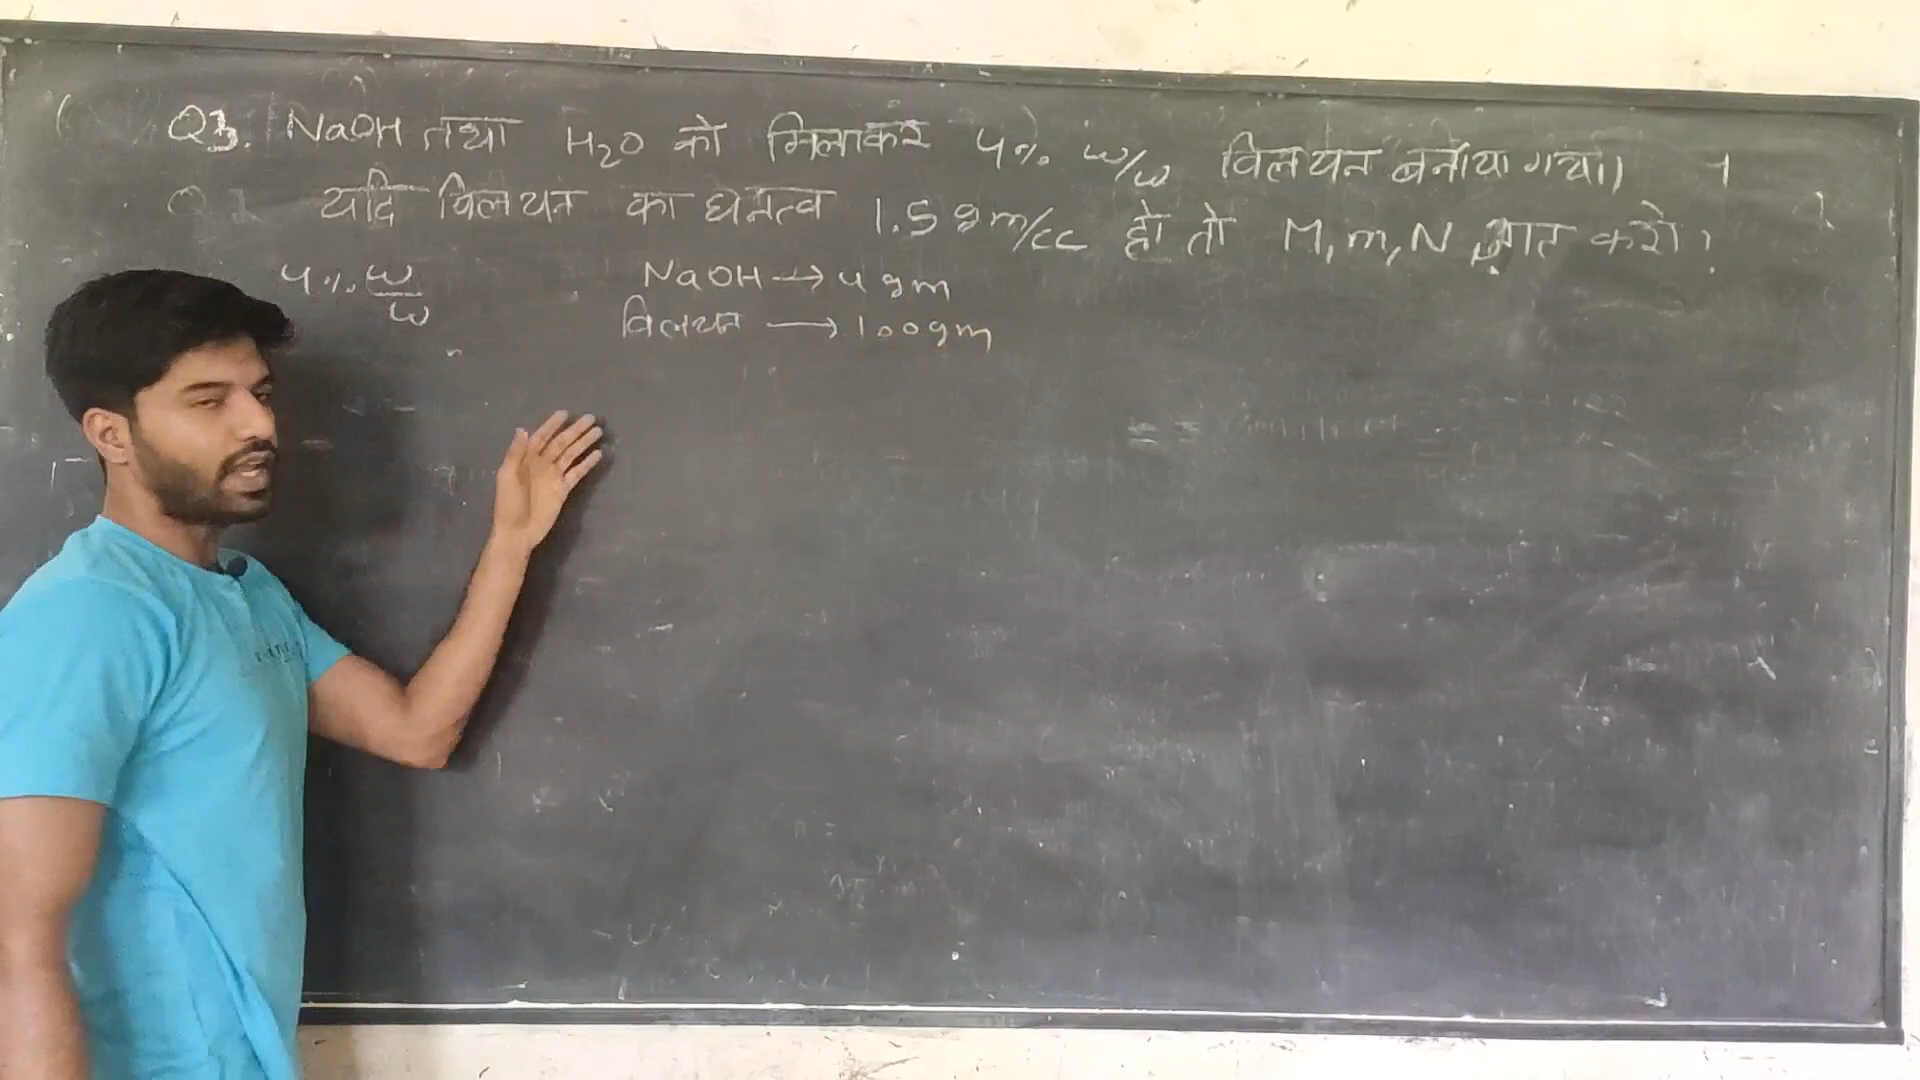 Q3. NaOH तथा H₂O को मिलाकर 4% w/w विलयन बनाया गया।
यदि विलयन का घनत्व 1.5 gm/cc हो तो M, m, N ज्ञात करो?
4% w/w
NaOH → 4 gm
विलयन → 100 gm